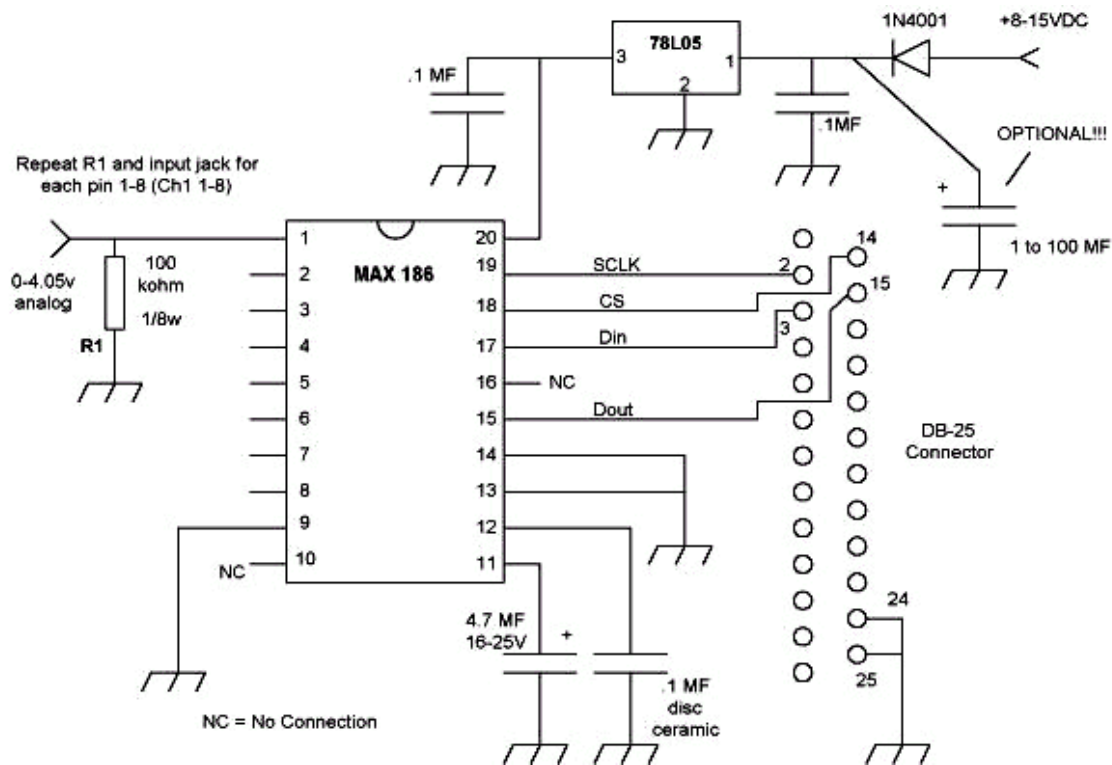 1N4001
+8-15VDC
78L05
3
1
2
.1 MF
.1MF
OPTIONAL!!!
+
1 to 100 MF
Repeat R1 and input jack for
each pin 1-8 (Ch1 1-8)
0-4.05v
analog
100
kohm
1/8w
R1
MAX 186
1
2
3
4
5
6
7
8
9
10
NC
20
19
18
17
16
15
14
13
12
11
SCLK
CS
Din
NC
Dout
2
3
14
15
24
25
DB-25
Connector
4.7 MF
16-25V
+
.1 MF
disc
ceramic
NC = No Connection